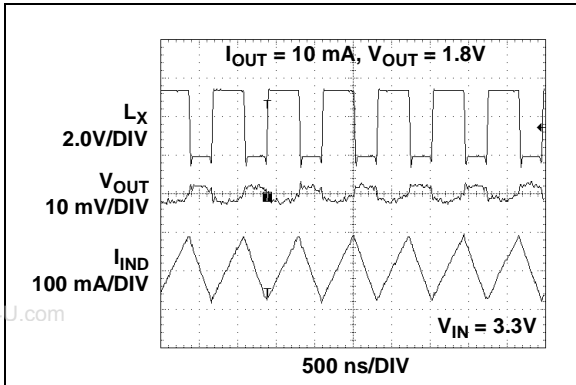 I_OUT = 10 mA, V_OUT = 1.8V
L_X
2.0V/DIV
V_OUT
10 mV/DIV
I_IND
100 mA/DIV
U.com
V_IN = 3.3V
500 ns/DIV